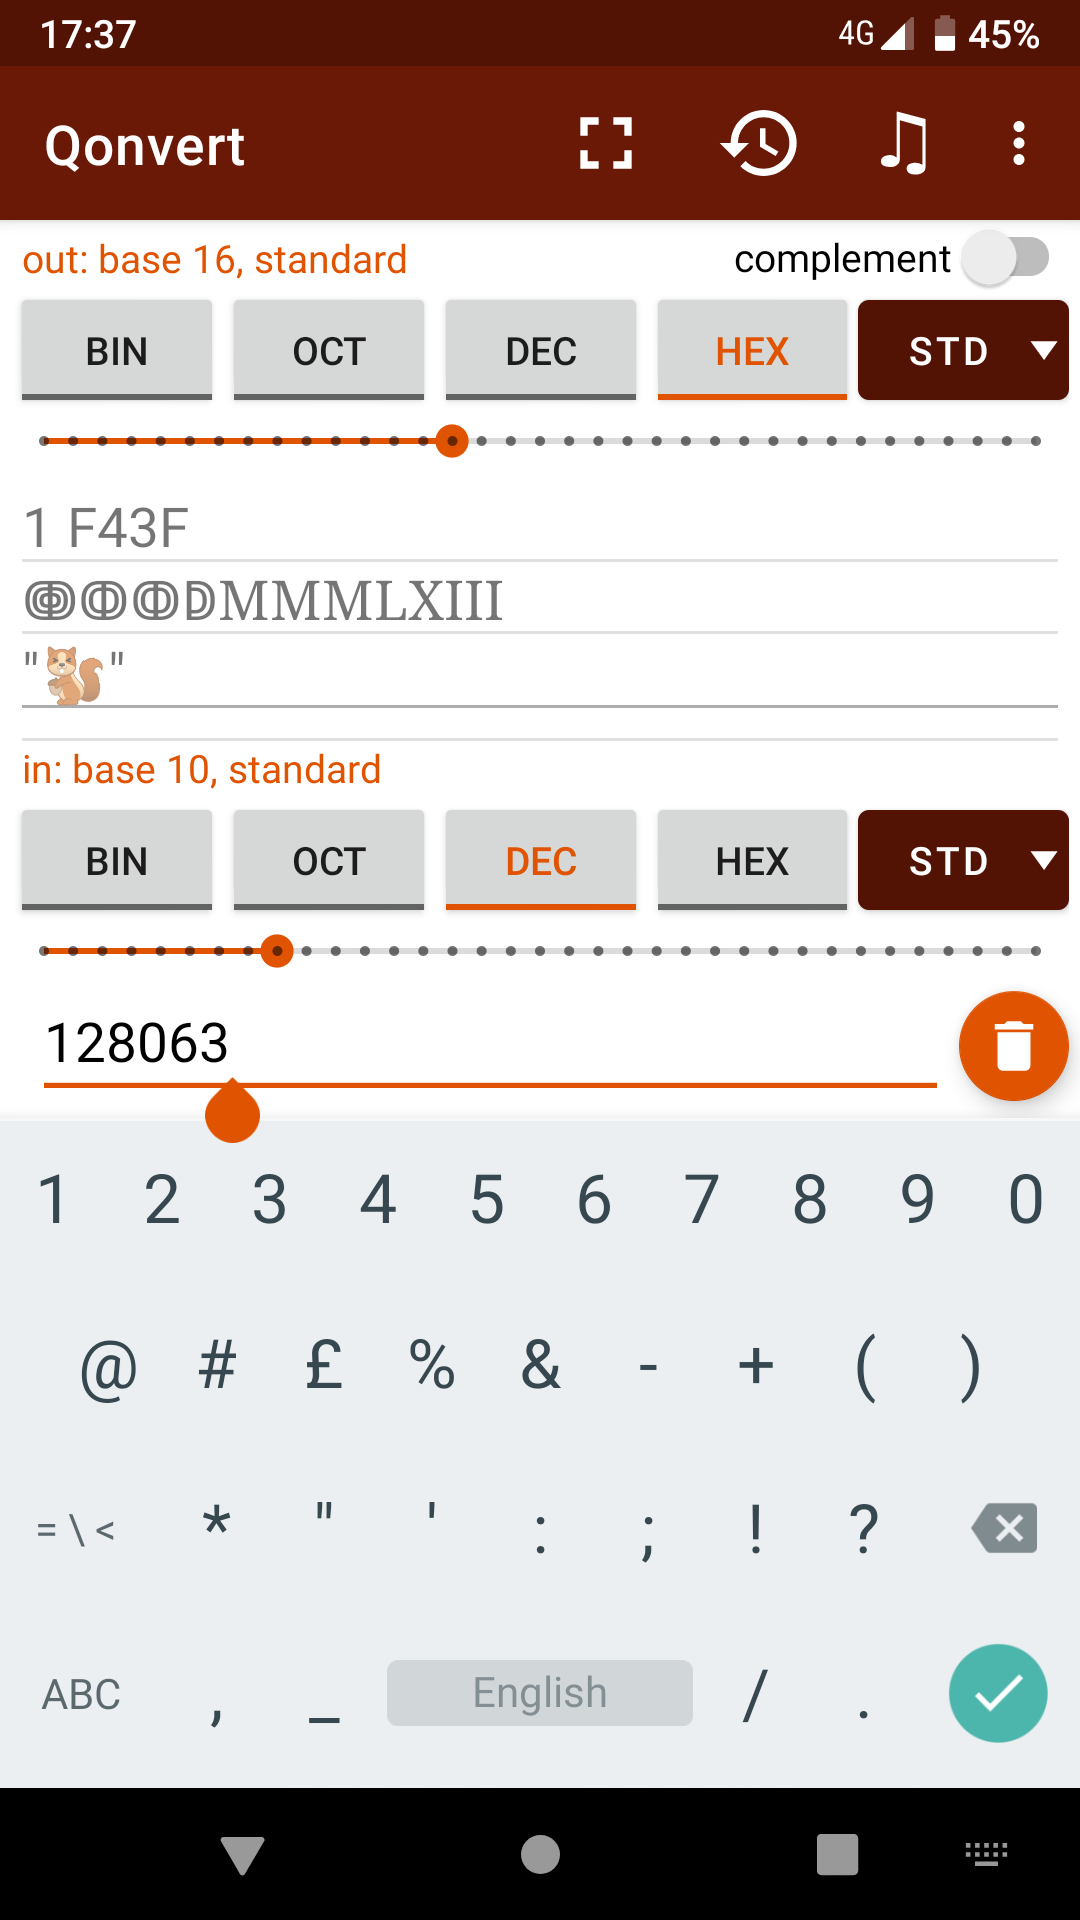 17:37 4G 45%
Qonvert
out: base 16, standard complement
BIN OCT DEC HEX STD
1 F43F
ↈↂↂↁMMMLXIII
"🐿"
in: base 10, standard
BIN OCT DEC HEX STD
128063
1 2 3 4 5 6 7 8 9 0
@ # £ % & - + ( )
= \ < * " ' : ; ! ?
ABC , _ English / .